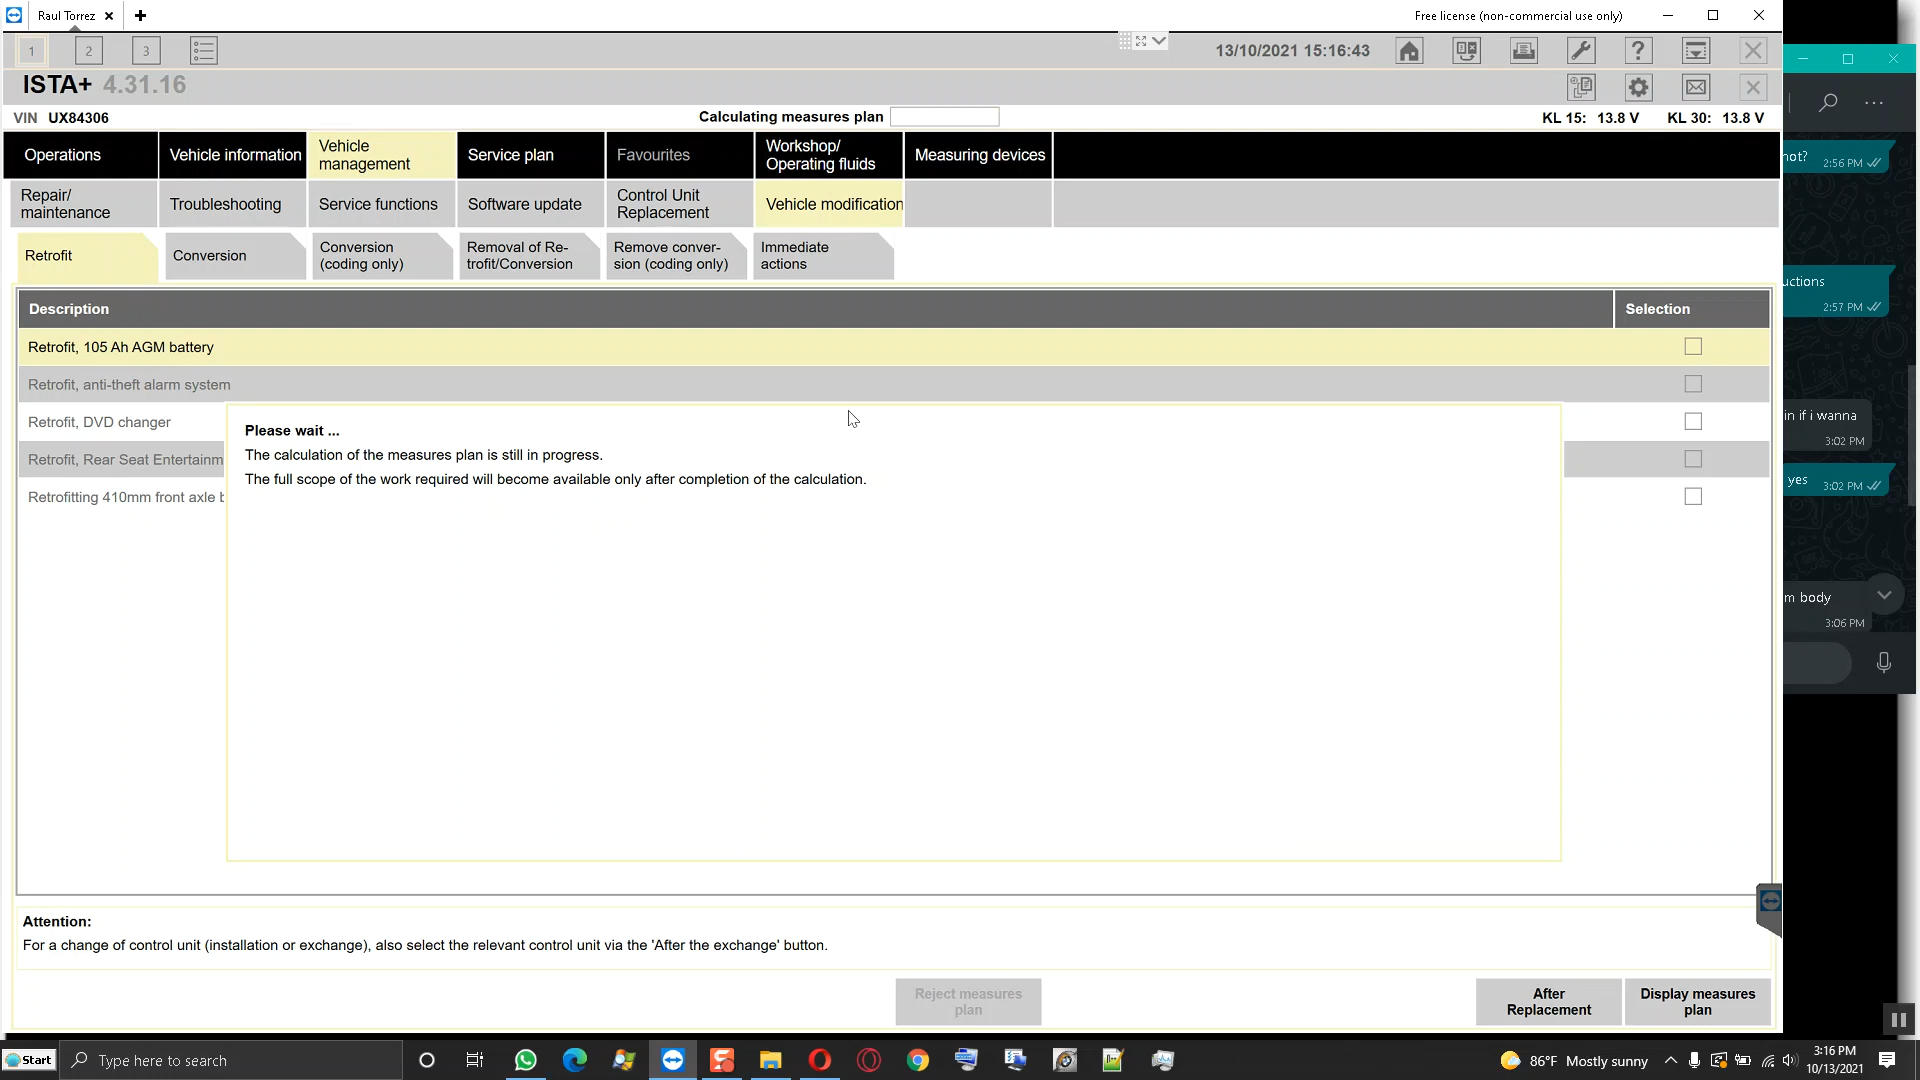 Raul Torrez
Free license (non-commercial use only)
1
2
3
13/10/2021 15:16:43
ISTA+ 4.31.16
VIN UX84306
Calculating measures plan
KL 15: 13.8 V KL 30: 13.8 V
Operations
Vehicle information
Vehicle
management
Service plan
Favourites
Workshop/
Operating fluids
Measuring devices
Repair/
maintenance
Troubleshooting
Service functions
Software update
Control Unit
Replacement
Vehicle modification
Retrofit
Conversion
Conversion
(coding only)
Removal of Re-
trofit/Conversion
Remove conver-
sion (coding only)
Immediate
actions
Description
Selection
Retrofit, 105 Ah AGM battery
Retrofit, anti-theft alarm system
Retrofit, DVD changer
Retrofit, Rear Seat Entertainm
Retrofitting 410mm front axle b
Please wait ...
The calculation of the measures plan is still in progress.
The full scope of the work required will become available only after completion of the calculation.
Attention:
For a change of control unit (installation or exchange), also select the relevant control unit via the 'After the exchange' button.
Reject measures
plan
After
Replacement
Display measures
plan
not?
2:56 PM
uctions
2:57 PM
in if i wanna
3:02 PM
yes
3:02 PM
m body
3:06 PM
Start
Type here to search
86°F Mostly sunny
3:16 PM
10/13/2021